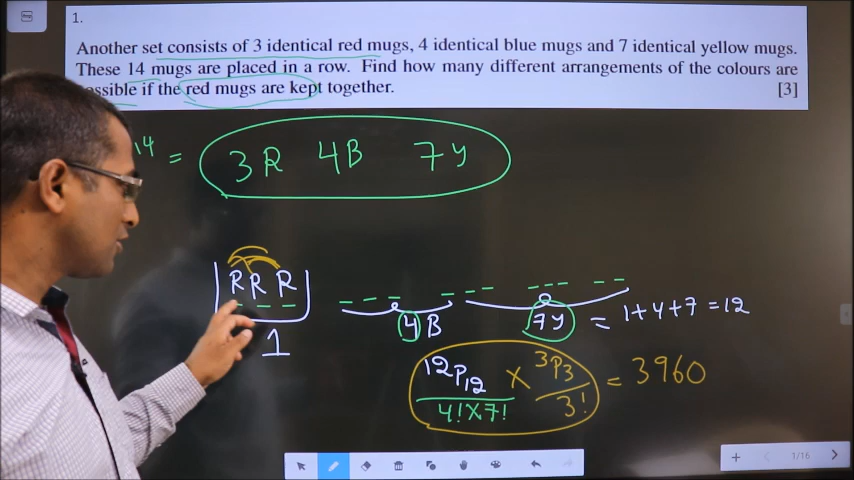 1.
Another set consists of 3 identical red mugs, 4 identical blue mugs and 7 identical yellow mugs.
These 14 mugs are placed in a row. Find how many different arrangements of the colours are
possible if the red mugs are kept together. [3]
14 = 3R 4B 7Y
R R R
1
4B 7Y = 1+4+7=12
12P12 × 3P3 = 3960
4!×7! 3!
1/16